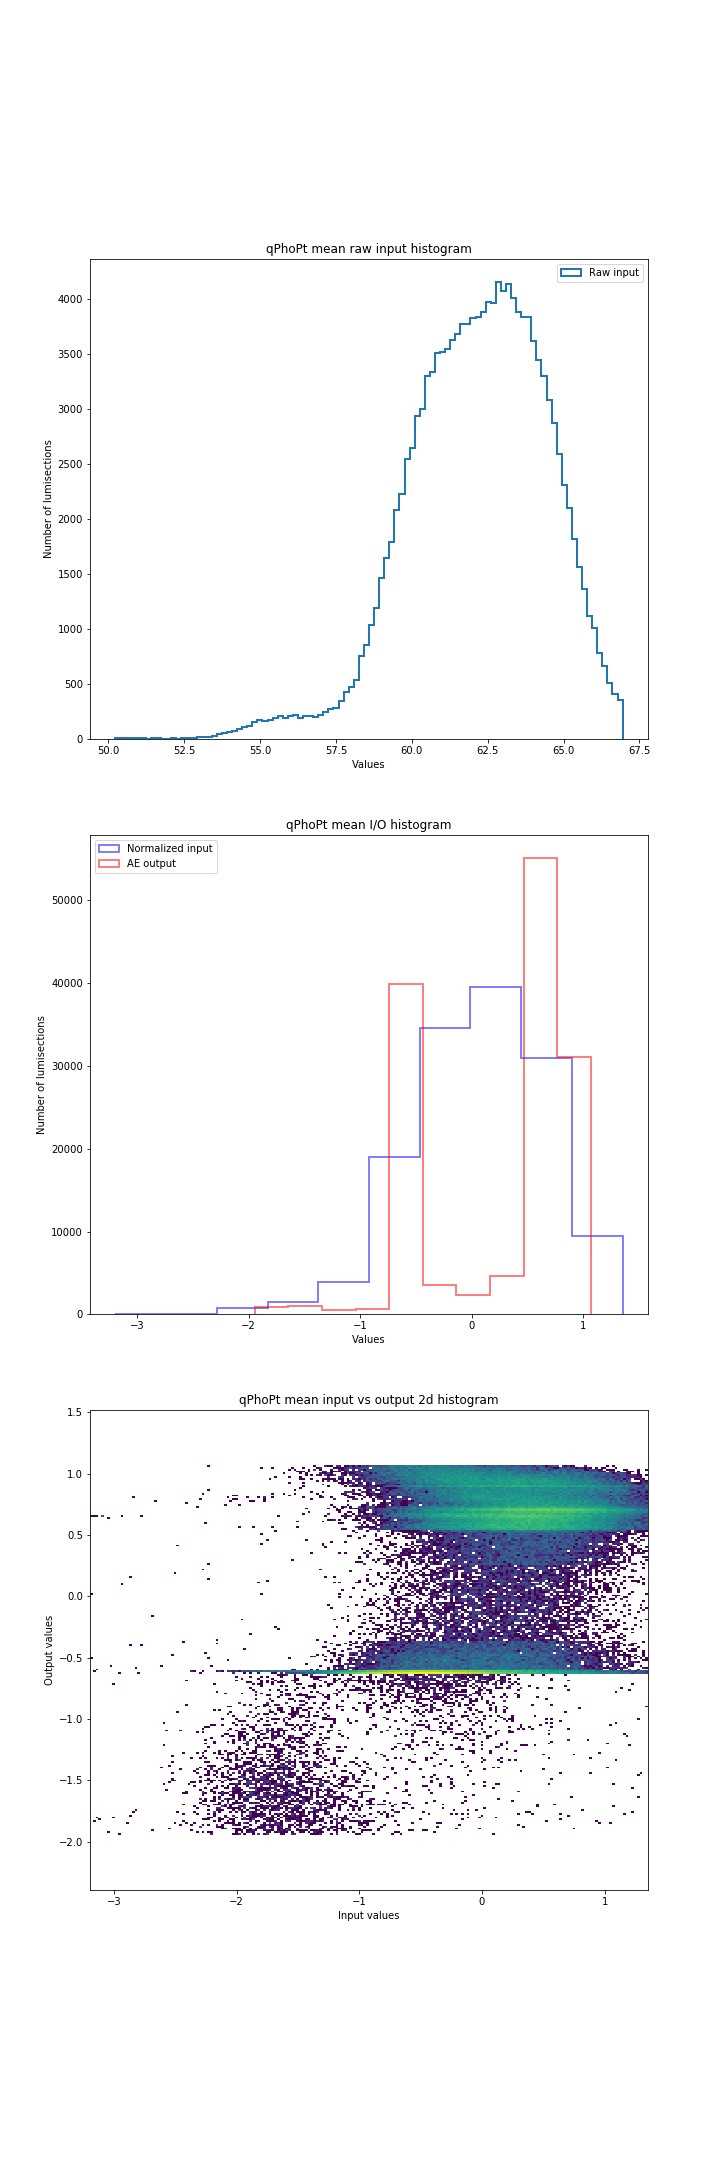 qPhoPt mean raw input histogram
Raw input
4000
3500
3000
2500
2000
1500
1000
500
0
Number of lumisections
50.0 52.5 55.0 57.5 60.0 62.5 65.0 67.5
Values
qPhoPt mean I/O histogram
Normalized input
AE output
50000
40000
30000
20000
10000
0
Number of lumisections
−3 −2 −1 0 1
Values
qPhoPt mean input vs output 2d histogram
1.5
1.0
0.5
0.0
−0.5
−1.0
−1.5
−2.0
Output values
−3 −2 −1 0 1
Input values